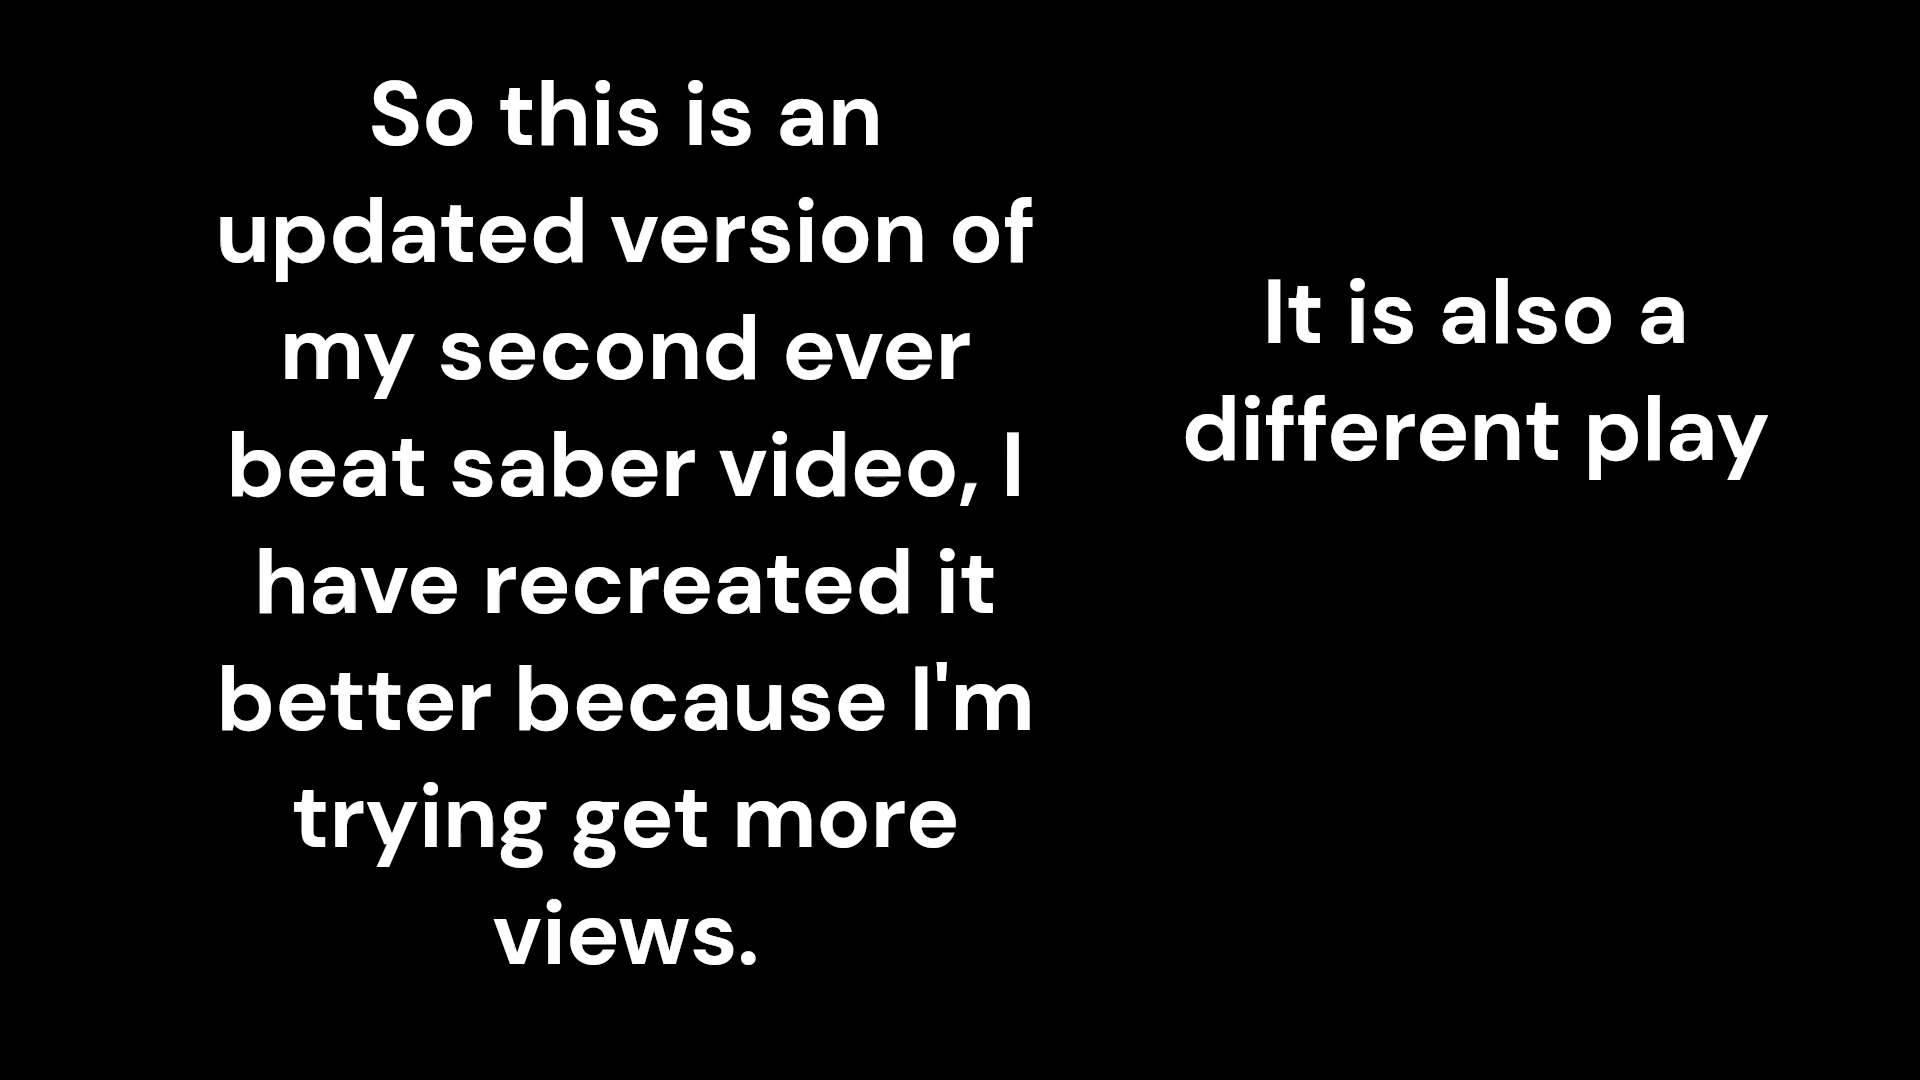 So this is an
updated version of
my second ever
beat saber video, I
have recreated it
better because I'm
trying get more
views.
It is also a
different play